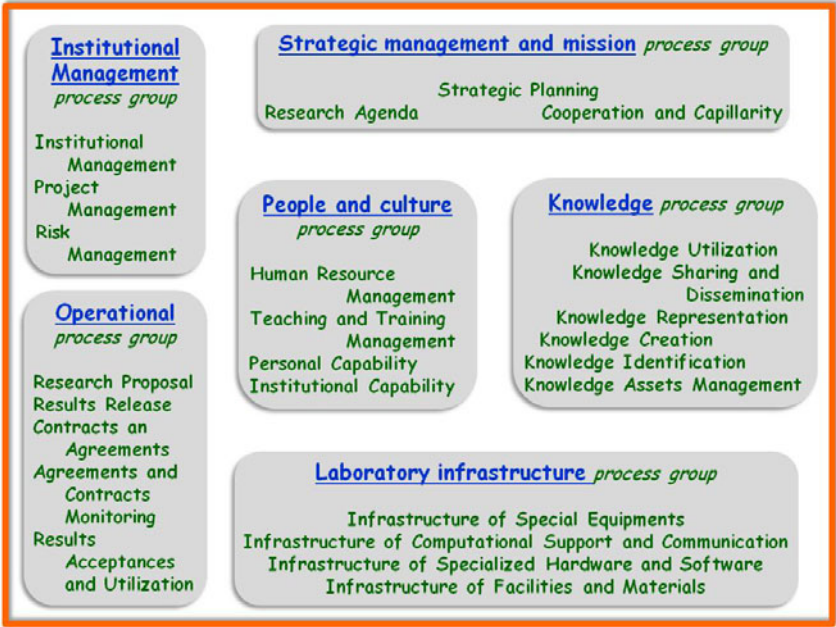 Institutional
Management
process group
Institutional
Management
Project
Management
Risk
Management
Strategic management and mission process group
Strategic Planning
Research Agenda Cooperation and Capillarity
People and culture
process group
Human Resource
Management
Teaching and Training
Management
Personal Capability
Institutional Capability
Knowledge process group
Knowledge Utilization
Knowledge Sharing and
Dissemination
Knowledge Representation
Knowledge Creation
Knowledge Identification
Knowledge Assets Management
Operational
process group
Research Proposal
Results Release
Contracts an
Agreements
Agreements and
Contracts
Monitoring
Results
Acceptances
and Utilization
Laboratory infrastructure process group
Infrastructure of Special Equipments
Infrastructure of Computational Support and Communication
Infrastructure of Specialized Hardware and Software
Infrastructure of Facilities and Materials